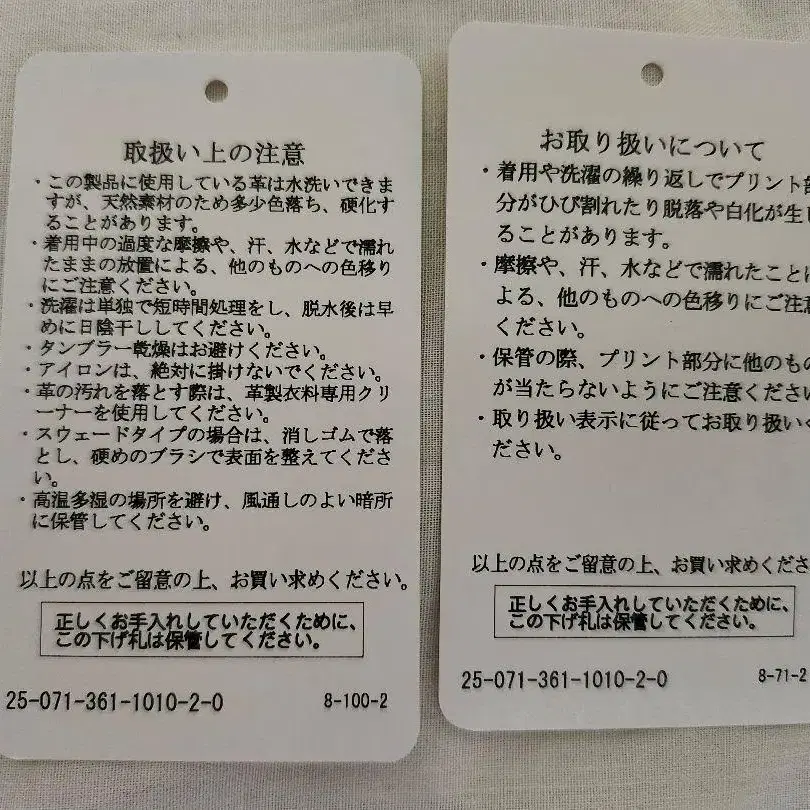 取扱い上の注意
・この製品に使用している革は水洗いできま
すが、天然素材のため多少色落ち、硬化す
ることがあります。
・着用中の過度な摩擦や、汗、水などで濡れ
たままの放置による、他のものへの色移り
にご注意ください。
・洗濯は単独で短時間処理をし、脱水後は早
めに日陰干ししてください。
・タンブラー乾燥はお避けください。
・アイロンは、絶対に掛けないでください。
・革の汚れを落とす際は、革製衣料専用クリ
ーナーを使用してください。
・スウェードタイプの場合は、消しゴムで落
とし、硬めのブラシで表面を整えてくださ
い。
・高温多湿の場所を避け、風通しのよい暗所
に保管してください。
以上の点をご留意の上、お買い求めください。
正しくお手入れしていただくために、
この下げ札は保管してください。
25-071-361-1010-2-0
8-100-2
お取り扱いについて
・着用や洗濯の繰り返しでプリント部
分がひび割れたり脱落や白化が生じ
ることがあります。
・摩擦や、汗、水などで濡れたことに
よる、他のものへの色移りにご注意
ください。
・保管の際、プリント部分に他のもの
が当たらないようにご注意ください
・取り扱い表示に従ってお取り扱いく
ださい。
以上の点をご留意の上、お買い求めくださ
正しくお手入れしていただくために、
この下げ札は保管してください。
25-071-361-1010-2-0
8-71-2